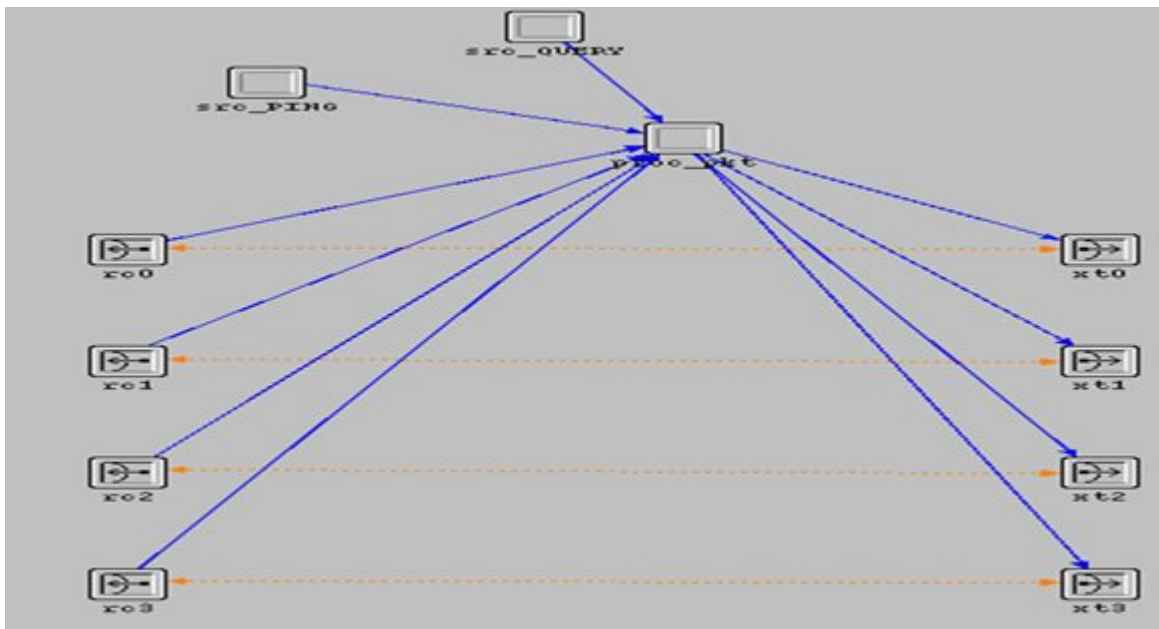 src_QUERY
src_PING
proc_pkt
rc0
xt0
rc1
xt1
rc2
xt2
rc3
xt3